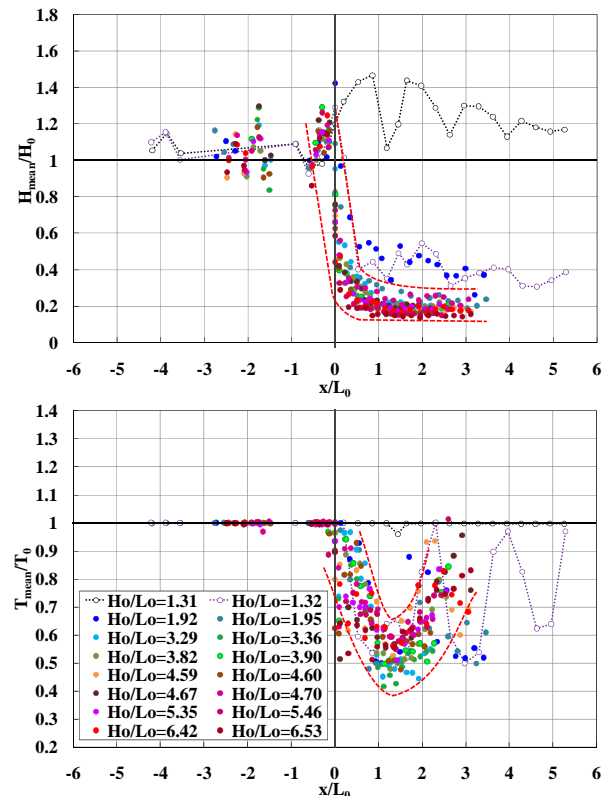 1.8
1.6
1.4
1.2
1
0.8
0.6
0.4
0.2
0
Hmean/H0
-6 -5 -4 -3 -2 -1 0 1 2 3 4 5 6
x/L0
1.4
1.3
1.2
1.1
1
0.9
0.8
0.7
0.6
0.5
0.4
0.3
0.2
Tmean/T0
Ho/Lo=1.31 Ho/Lo=1.32
Ho/Lo=1.92 Ho/Lo=1.95
Ho/Lo=3.29 Ho/Lo=3.36
Ho/Lo=3.82 Ho/Lo=3.90
Ho/Lo=4.59 Ho/Lo=4.60
Ho/Lo=4.67 Ho/Lo=4.70
Ho/Lo=5.35 Ho/Lo=5.46
Ho/Lo=6.42 Ho/Lo=6.53
-6 -5 -4 -3 -2 -1 0 1 2 3 4 5 6
x/L0